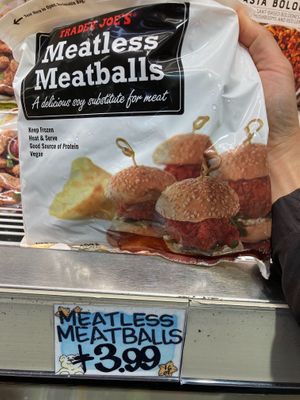 TRADER JOE'S
Meatless
Meatballs
A delicious soy substitute for meat
Keep Frozen
Heat & Serve
Good Source of Protein
Vegan
MEATLESS
MEATBALLS
$3.99